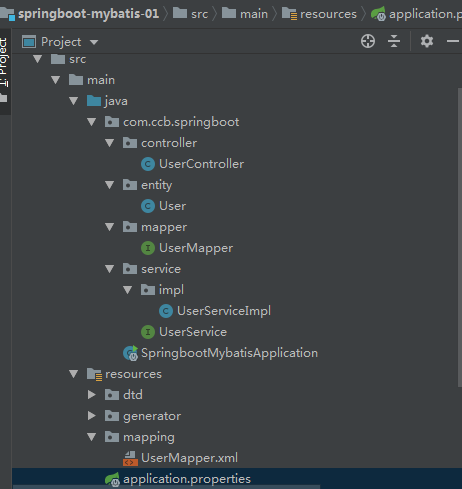 springboot-mybatis-01 src main resources application.p
1: Project
Project
src
main
java
com.ccb.springboot
controller
UserController
entity
User
mapper
UserMapper
service
impl
UserServiceImpl
UserService
SpringbootMybatisApplication
resources
dtd
generator
mapping
UserMapper.xml
application.properties